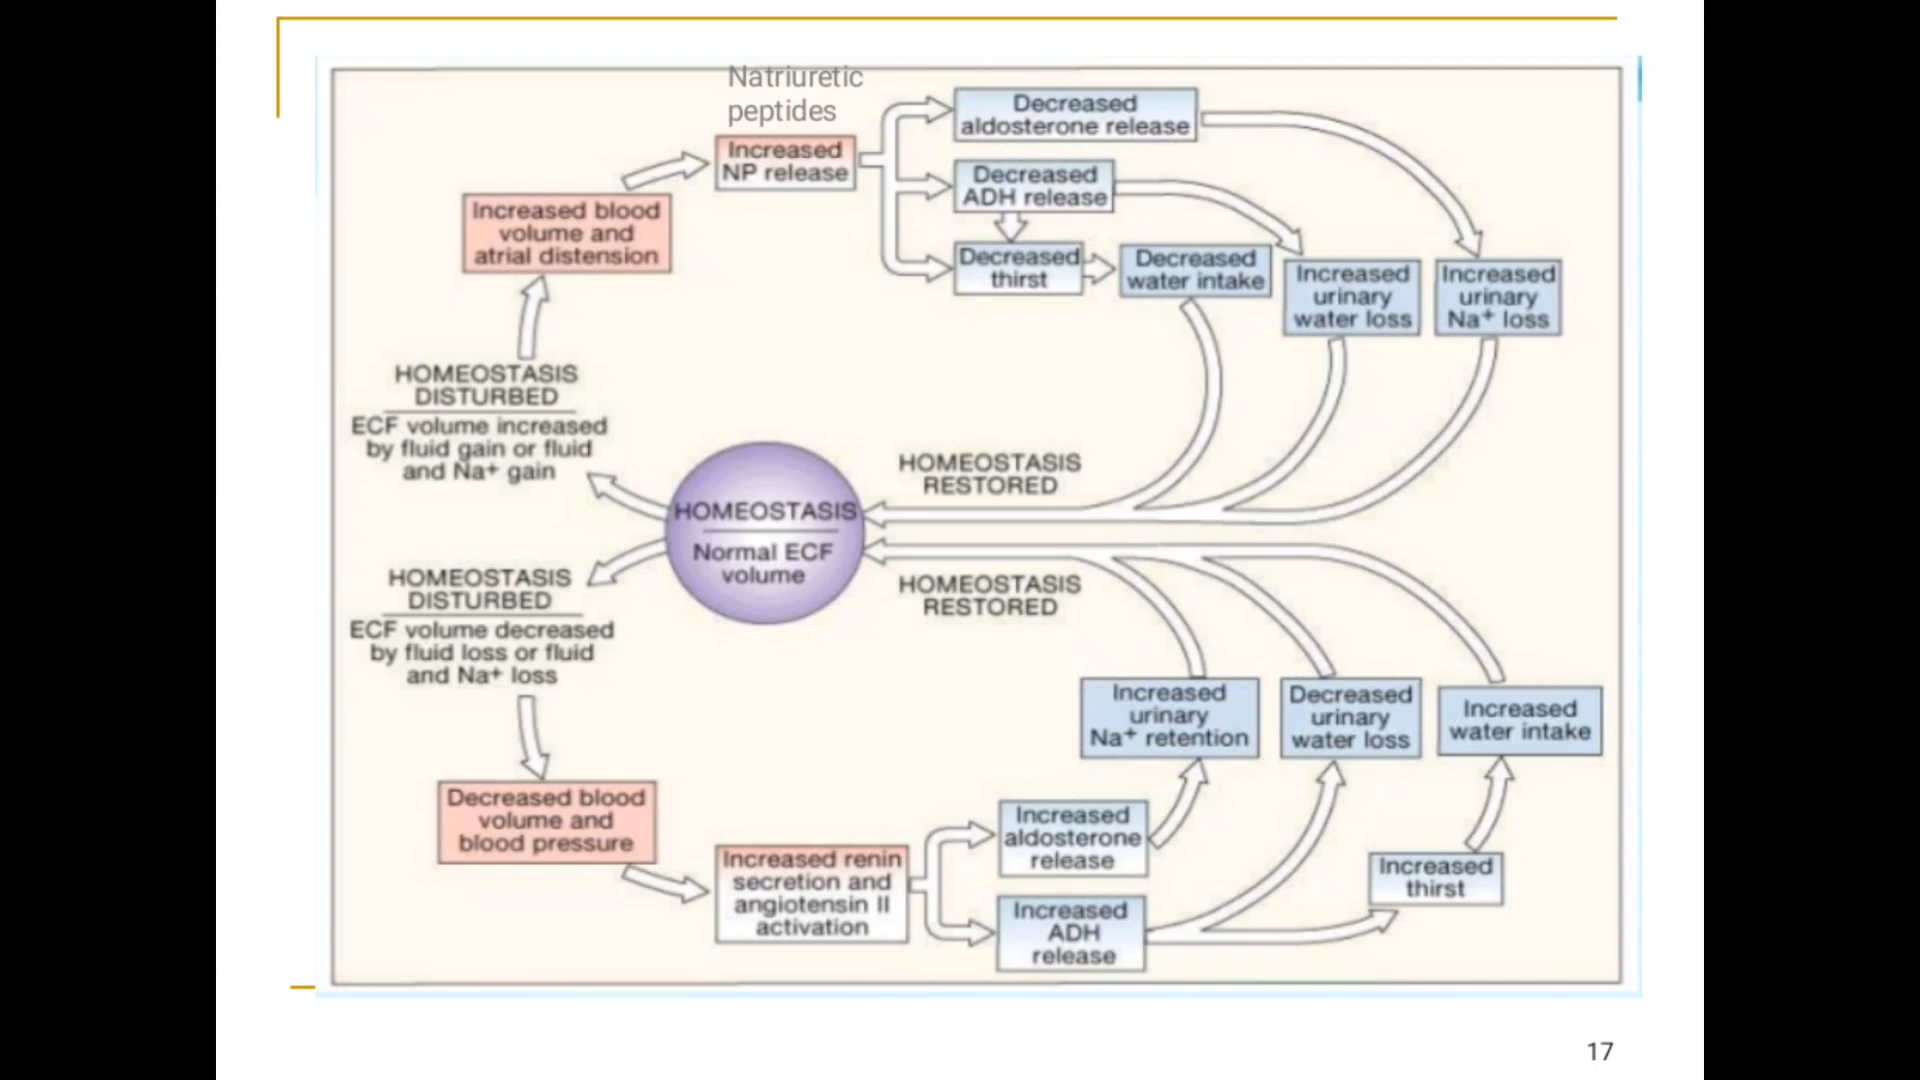 Natriuretic
peptides
Increased
NP release
Decreased
aldosterone release
Decreased
ADH release
Decreased
thirst
Decreased
water intake
Increased
urinary
water loss
Increased
urinary
Na+ loss
Increased blood
volume and
atrial distension
HOMEOSTASIS
DISTURBED
ECF volume increased
by fluid gain or fluid
and Na+ gain
HOMEOSTASIS
RESTORED
HOMEOSTASIS
Normal ECF
volume
HOMEOSTASIS
RESTORED
HOMEOSTASIS
DISTURBED
ECF volume decreased
by fluid loss or fluid
and Na+ loss
Decreased blood
volume and
blood pressure
Increased renin
secretion and
angiotensin II
activation
Increased
aldosterone
release
Increased
ADH
release
Increased
urinary
Na+ retention
Decreased
urinary
water loss
Increased
water intake
Increased
thirst
17